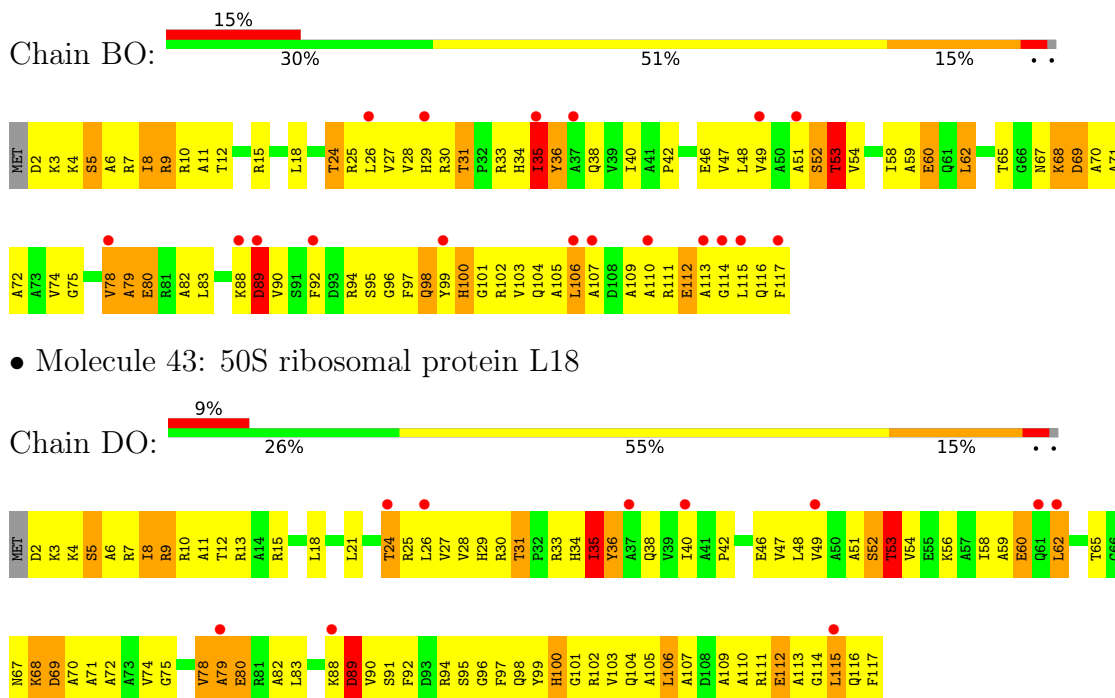 15%
Chain BO:
30% 51% 15% • •
MET D2 K3 K4 S5 A6 R7 I8 R9 R10 A11 T12 R15 L18 T24 R25 L26 V27 V28 H29 R30 T31 P32 R33 H34 I35 Y36 A37 Q38 V39 I40 A41 P42 E46 V47 L48 V49 A50 A51 S52 T53 V54 I58 A59 E60 Q61 L62 T65 G66 N67 K68 D69 A70 A71
A72 A73 V74 G75 V78 A79 E80 R81 A82 L83 K88 D89 V90 S91 F92 D93 R94 S95 G96 F97 Q98 Y99 H100 G101 R102 V103 Q104 A105 L106 A107 D108 A109 A110 R111 E112 A113 G114 L115 Q116 F117
• Molecule 43: 50S ribosomal protein L18
9%
Chain DO:
26% 55% 15% • •
MET D2 K3 K4 S5 A6 R7 I8 R9 R10 A11 T12 R13 A14 R15 L18 L21 T24 R25 L26 V27 V28 H29 R30 T31 P32 R33 H34 I35 Y36 A37 Q38 V39 I40 A41 P42 E46 V47 L48 V49 A50 A51 S52 T53 V54 E55 K56 A57 I58 A59 E60 Q61 L62 T65 G66
N67 K68 D69 A70 A71 A72 A73 V74 G75 V78 A79 E80 R81 A82 L83 K88 D89 V90 S91 F92 D93 R94 S95 G96 F97 Q98 Y99 H100 G101 R102 V103 Q104 A105 L106 A107 D108 A109 A110 R111 E112 A113 G114 L115 Q116 F117